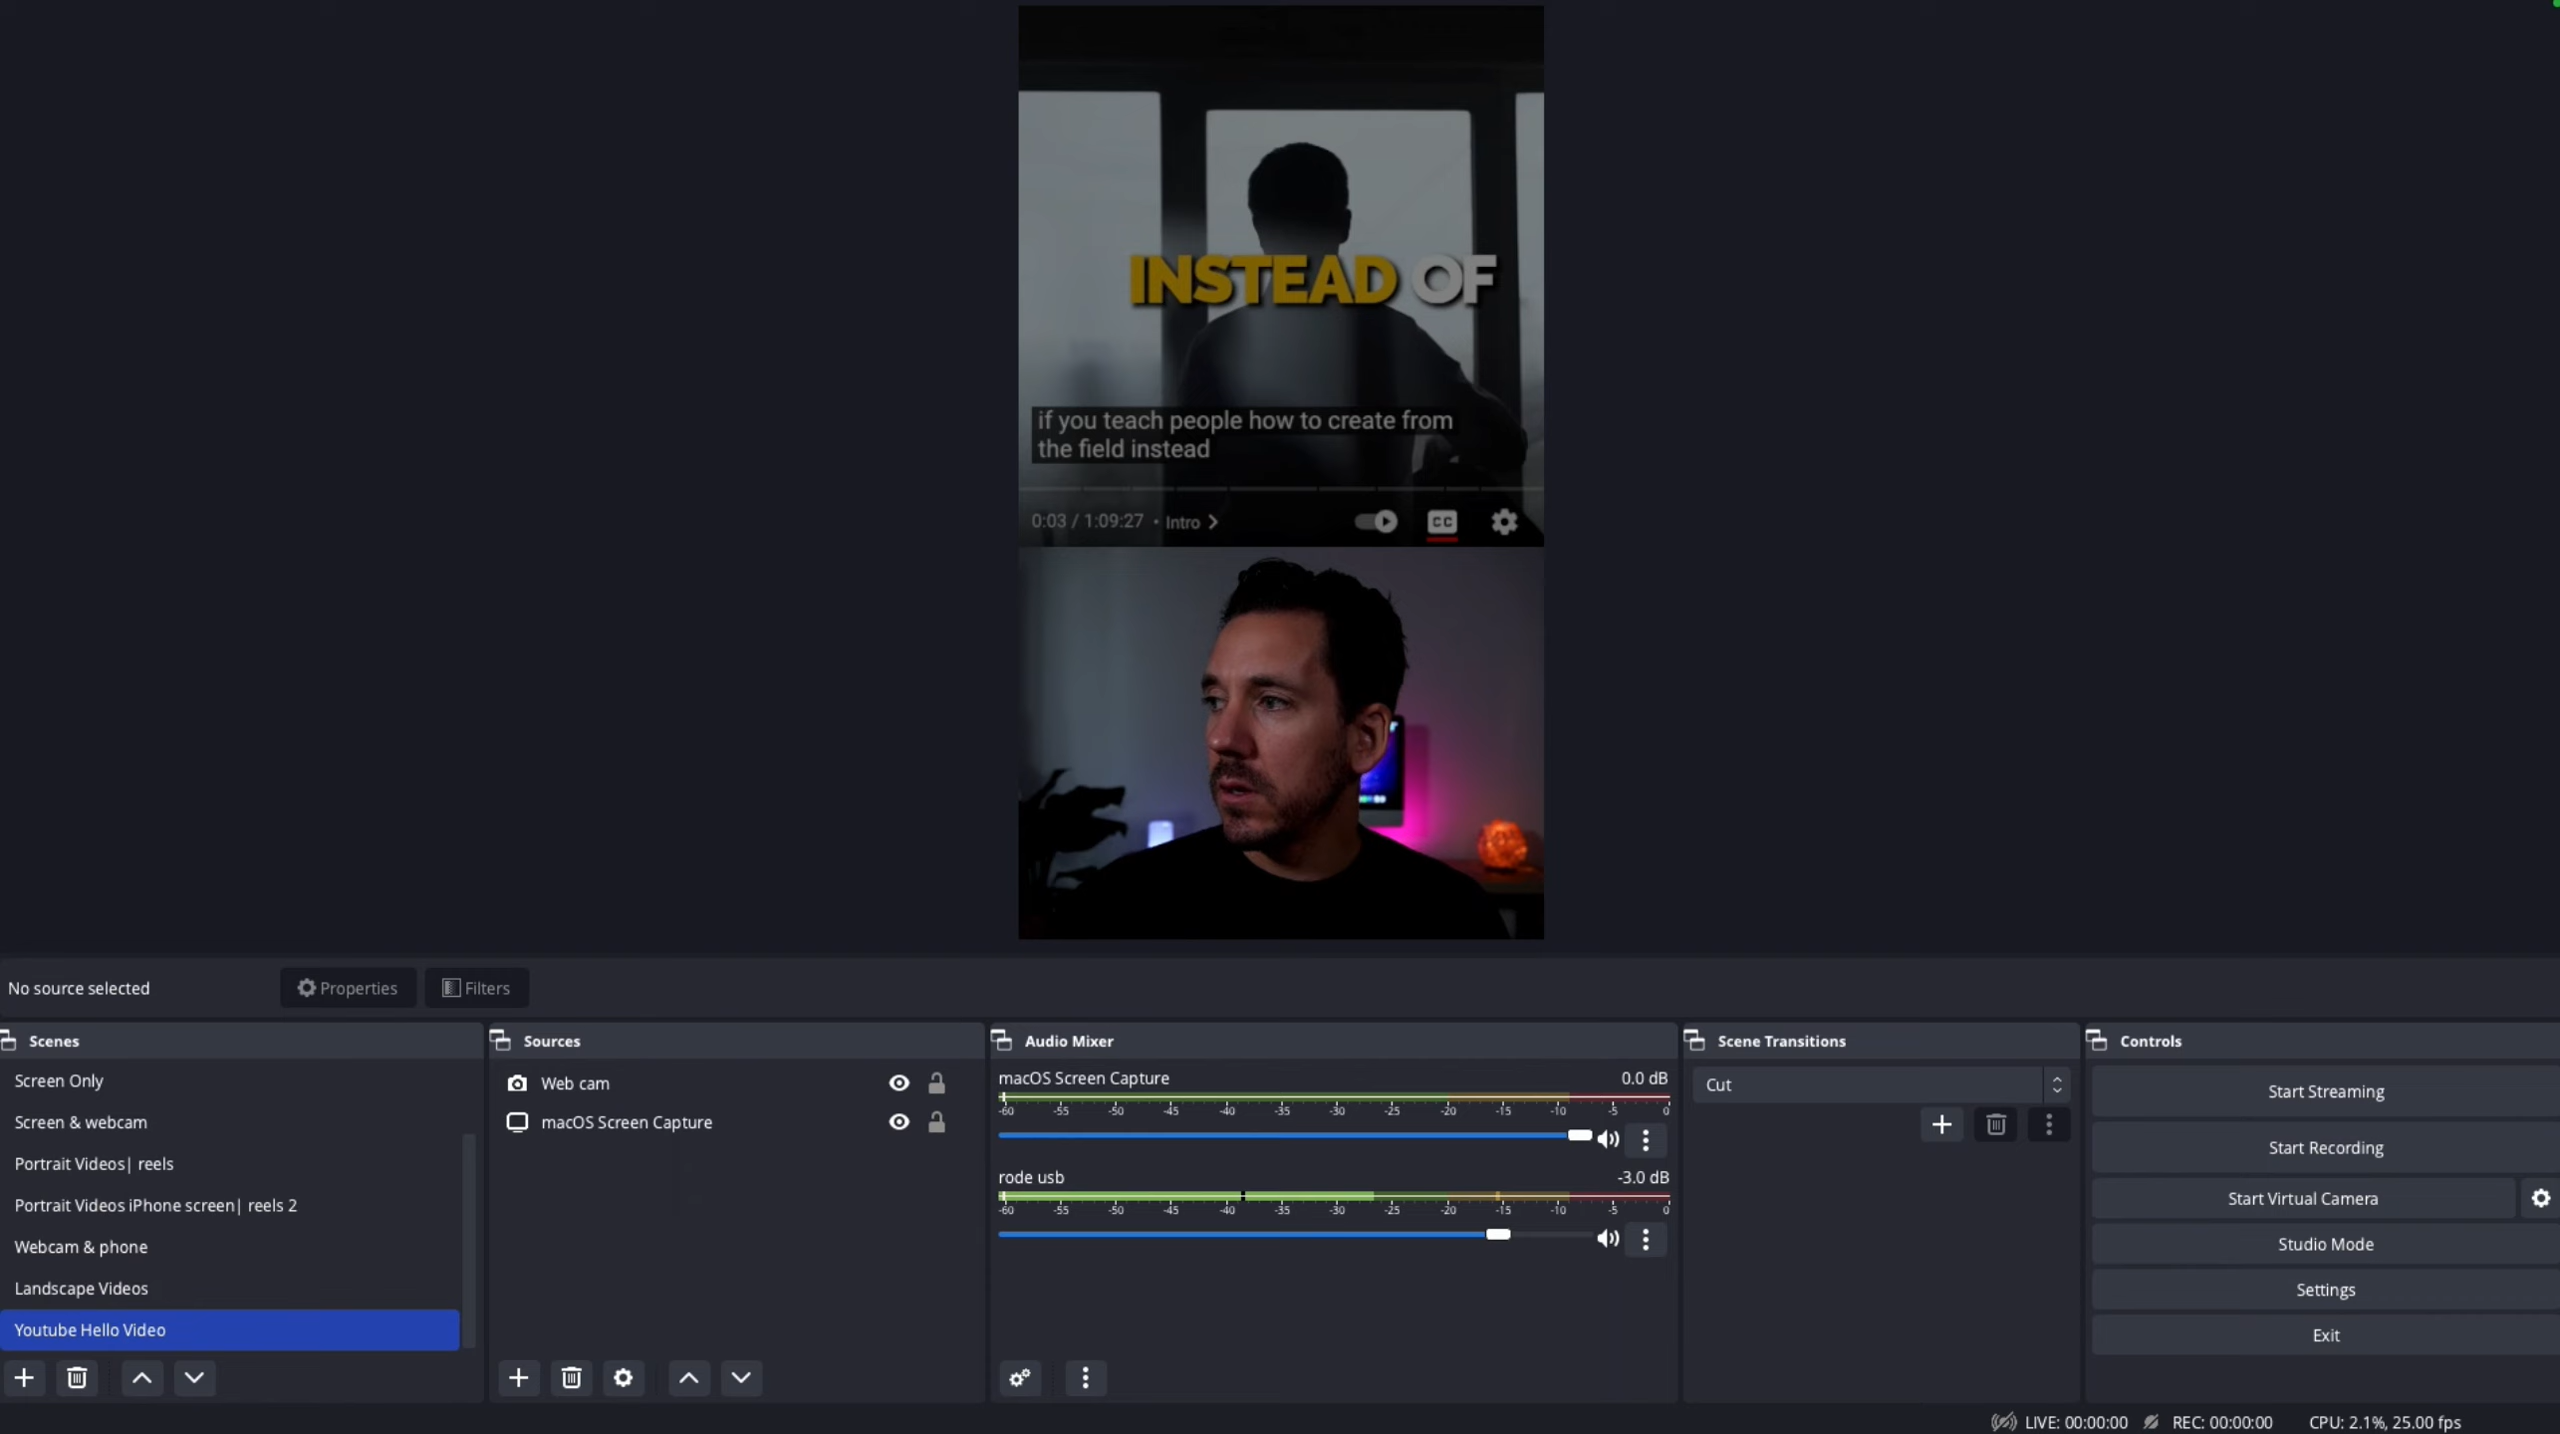 INSTEAD OF
if you teach people how to create from
the field instead
0:03 / 1:09:27 • Intro
CC
No source selected
Properties
Filters
Scenes
Screen Only
Screen & webcam
Portrait Videos| reels
Portrait Videos iPhone screen| reels 2
Webcam & phone
Landscape Videos
Youtube Hello Video
Sources
Web cam
macOS Screen Capture
Audio Mixer
macOS Screen Capture 0.0 dB
-60 -55 -50 -45 -40 -35 -30 -25 -20 -15 -10 -5 0
rode usb -3.0 dB
-60 -55 -50 -45 -40 -35 -30 -25 -20 -15 -10 -5 0
Scene Transitions
Cut
Controls
Start Streaming
Start Recording
Start Virtual Camera
Studio Mode
Settings
Exit
LIVE: 00:00:00 REC: 00:00:00 CPU: 2.1%, 25.00 fps